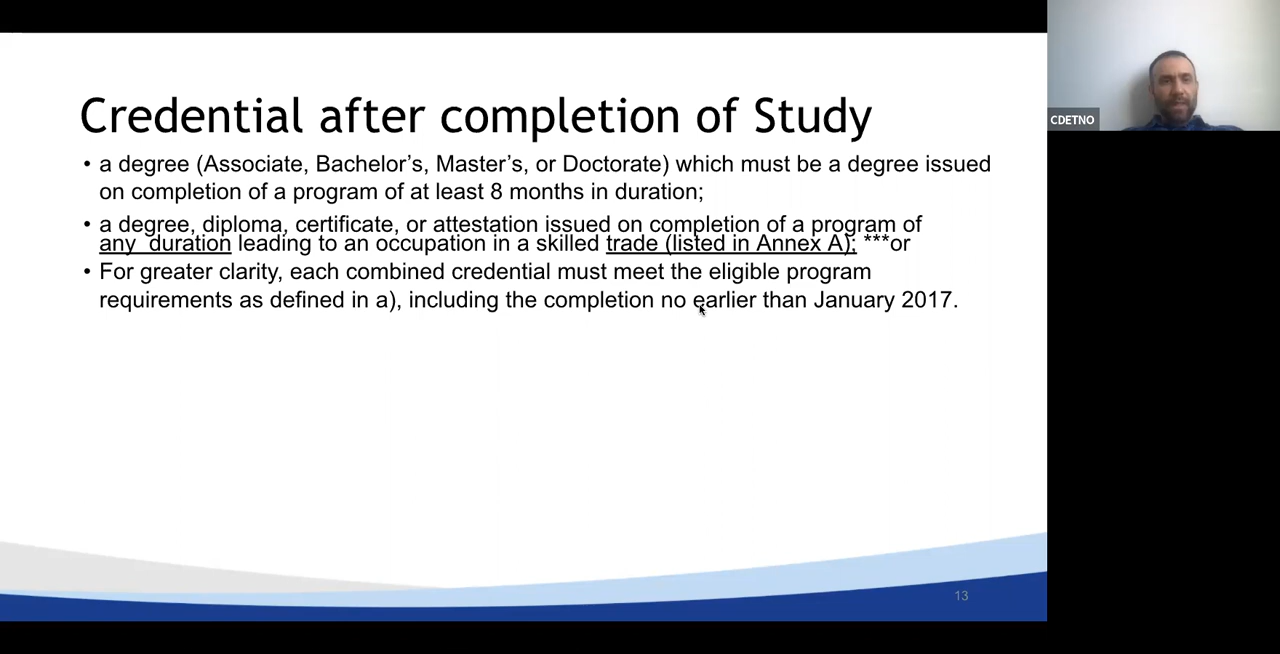 Credential after completion of Study
• a degree (Associate, Bachelor’s, Master’s, or Doctorate) which must be a degree issued
on completion of a program of at least 8 months in duration;
• a degree, diploma, certificate, or attestation issued on completion of a program of
any  duration leading to an occupation in a skilled trade (listed in Annex A); ***or
• For greater clarity, each combined credential must meet the eligible program
requirements as defined in a), including the completion no earlier than January 2017.
13
CDETNO